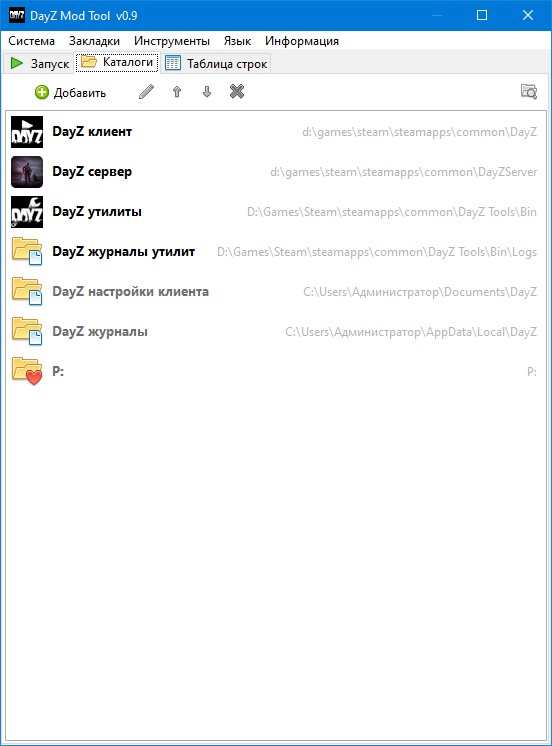 DayZ Mod Tool v0.9
Система Закладки Инструменты Язык Информация
Запуск Каталоги Таблица строк
Добавить
DayZ клиент d:\games\steam\steamapps\common\DayZ
DayZ сервер d:\games\steam\steamapps\common\DayZServer
DayZ утилиты D:\Games\Steam\steamapps\common\DayZ Tools\Bin
DayZ журналы утилит D:\Games\Steam\steamapps\common\DayZ Tools\Bin\Logs
DayZ настройки клиента C:\Users\Администратор\Documents\DayZ
DayZ журналы C:\Users\Администратор\AppData\Local\DayZ
P: P: